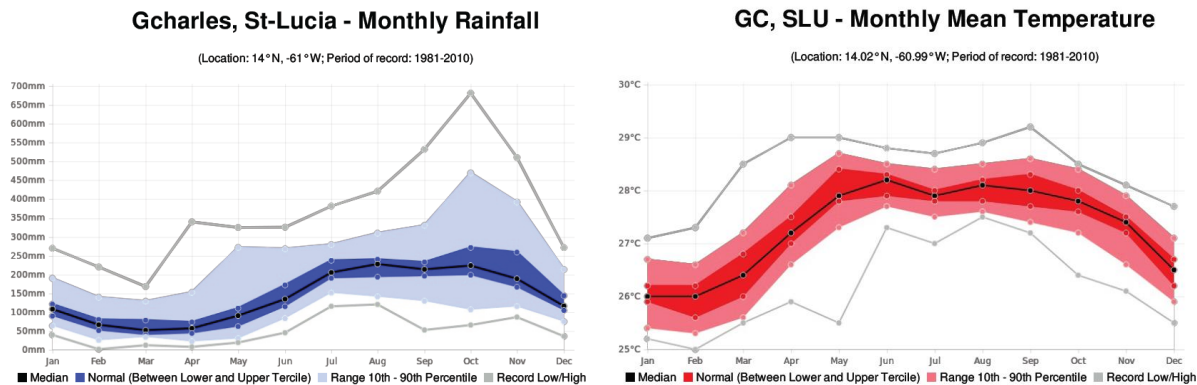 Gcharles, St-Lucia - Monthly Rainfall
(Location: 14°N, -61°W; Period of record: 1981-2010)
700mm
650mm
600mm
550mm
500mm
450mm
400mm
350mm
300mm
250mm
200mm
150mm
100mm
50mm
0mm
Jan Feb Mar Apr May Jun Jul Aug Sep Oct Nov Dec
Median Normal (Between Lower and Upper Tercile) Range 10th - 90th Percentile Record Low/High
GC, SLU - Monthly Mean Temperature
(Location: 14.02°N, -60.99°W; Period of record: 1981-2010)
30°C
29°C
28°C
27°C
26°C
25°C
Jan Feb Mar Apr May Jun Jul Aug Sep Oct Nov Dec
Median Normal (Between Lower and Upper Tercile) Range 10th - 90th Percentile Record Low/High